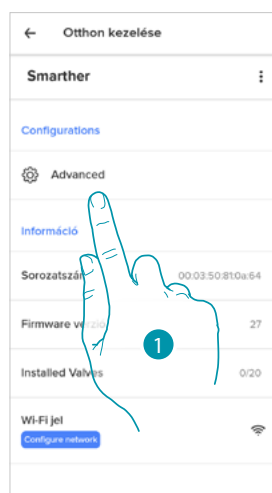 Otthon kezelése
Smarther
Configurations
Advanced
Információ
Sorozatszám 00:03:50:81:0a:64
Firmware verzió 27
Installed Valves 0/20
Wi-Fi jel
Configure network
1